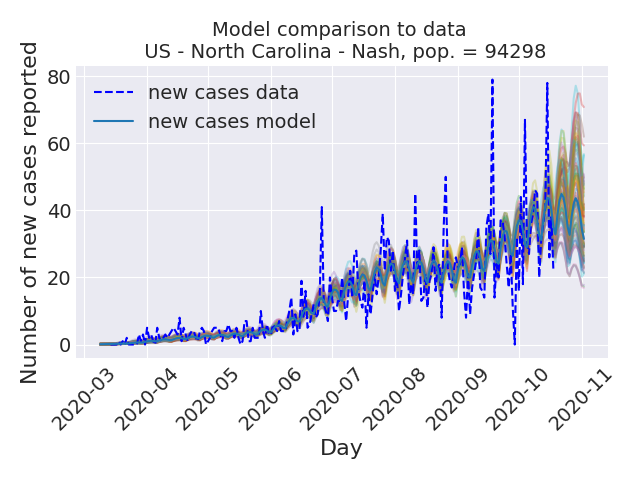 Model comparison to data
US - North Carolina - Nash, pop. = 94298
Number of new cases reported
80
60
40
20
0
new cases data
new cases model
2020-03
2020-04
2020-05
2020-06
2020-07
2020-08
2020-09
2020-10
2020-11
Day